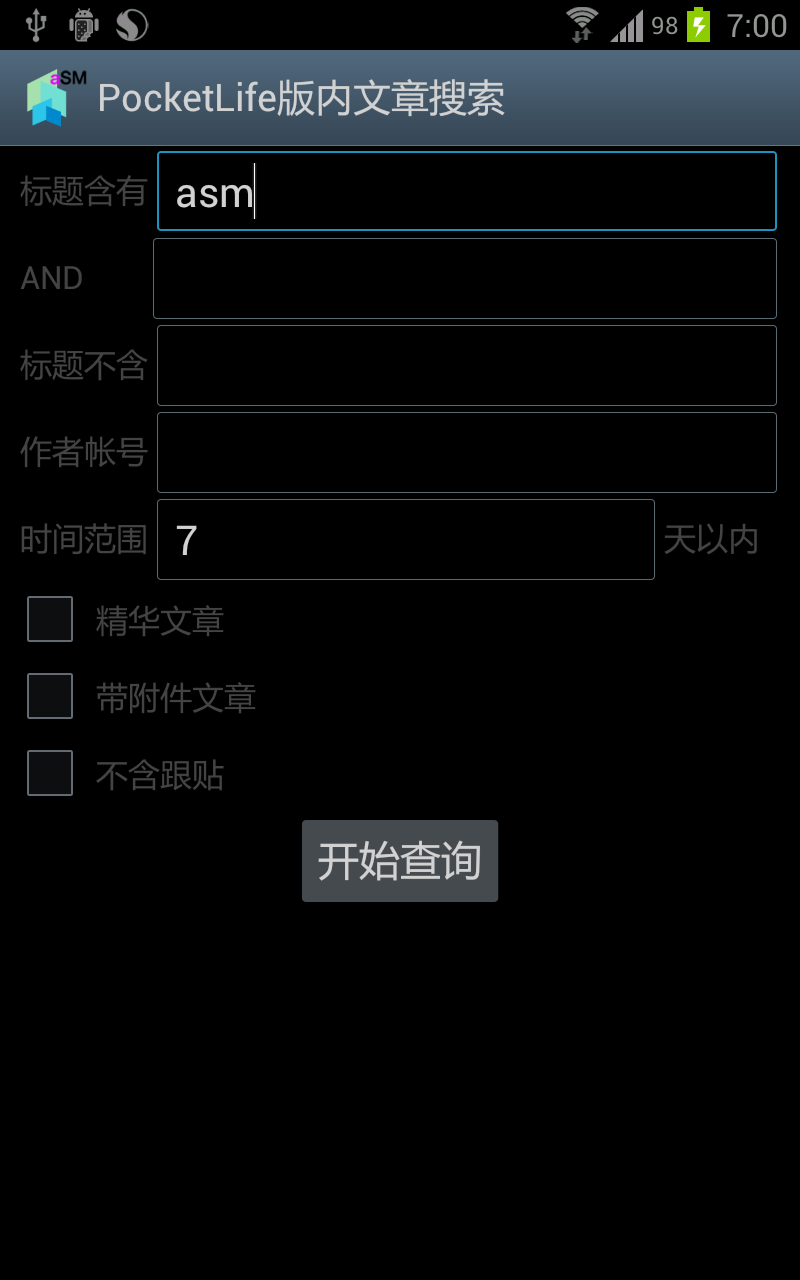 98 7:00
aSM
PocketLife版内文章搜索
标题含有 asm
AND
标题不含
作者帐号
时间范围 7 天以内
精华文章
带附件文章
不含跟贴
开始查询